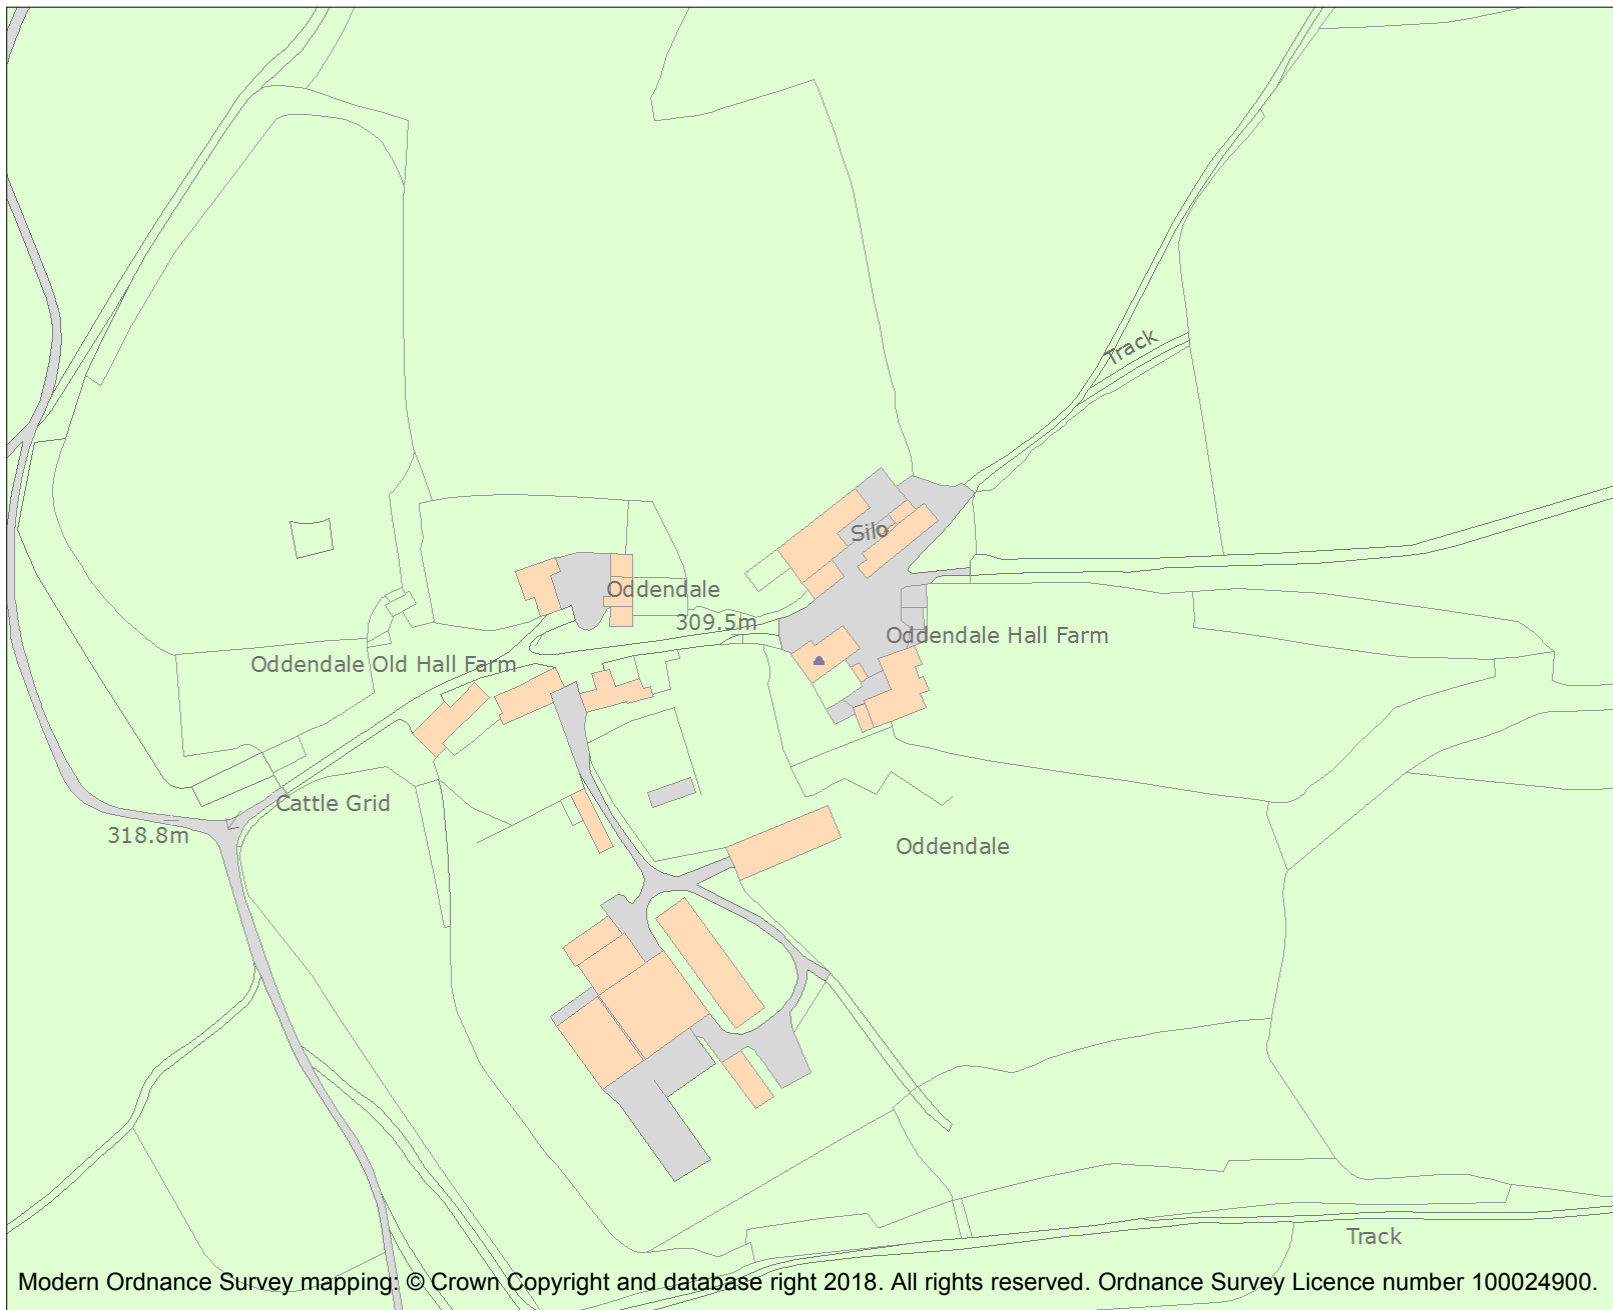 Track
Silo
Oddendale
309.5m
Oddendale Hall Farm
Oddendale Old Hall Farm
Cattle Grid
318.8m
Oddendale
Track
Modern Ordnance Survey mapping: © Crown Copyright and database right 2018. All rights reserved. Ordnance Survey Licence number 100024900.